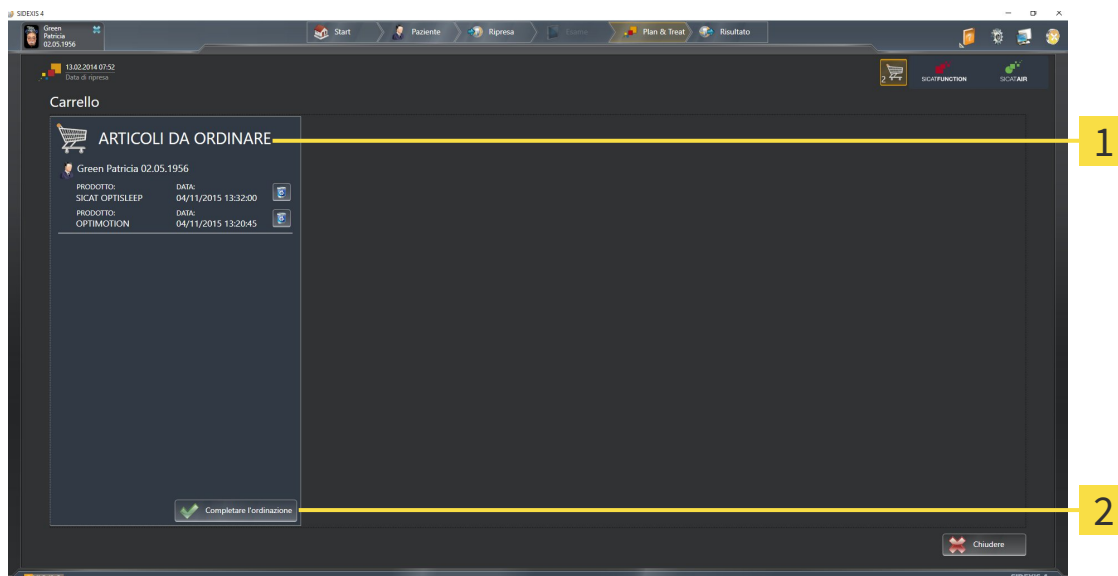 SIDEXIS 4
Green
Patricia
02.05.1956
Start
Paziente
Ripresa
Esame
Plan & Treat
Risultato
13.02.2014 07:52
Data di ripresa
2
SICATFUNCTION
SICATAIR
Carrello
ARTICOLI DA ORDINARE
1
Green Patricia 02.05.1956
PRODOTTO:
DATA:
SICAT OPTISLEEP
04/11/2015 13:32:00
PRODOTTO:
DATA:
OPTIMOTION
04/11/2015 13:20:45
Completare l'ordinazione
2
Chiudere
SIDEXIS 4